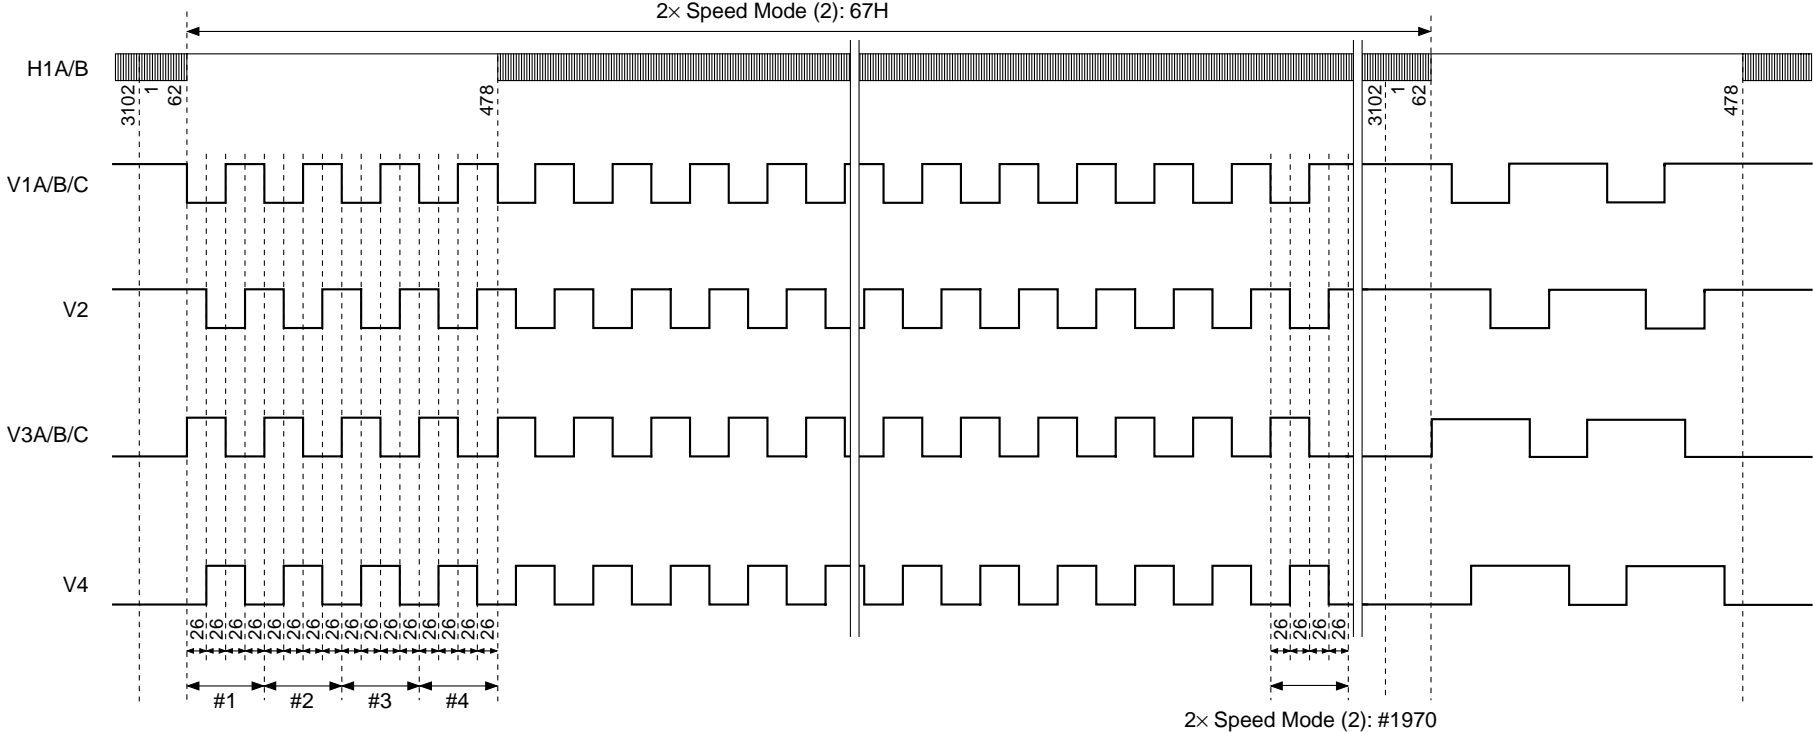 2× Speed Mode (2): 67H
H1A/B
3102
1
62
478
3102
1
62
478
V1A/B/C
V2
V3A/B/C
V4
26 26 26 26 26 26 26 26 26 26 26 26 26 26 26 26
26 26 26 26
#1 #2 #3 #4
2× Speed Mode (2): #1970